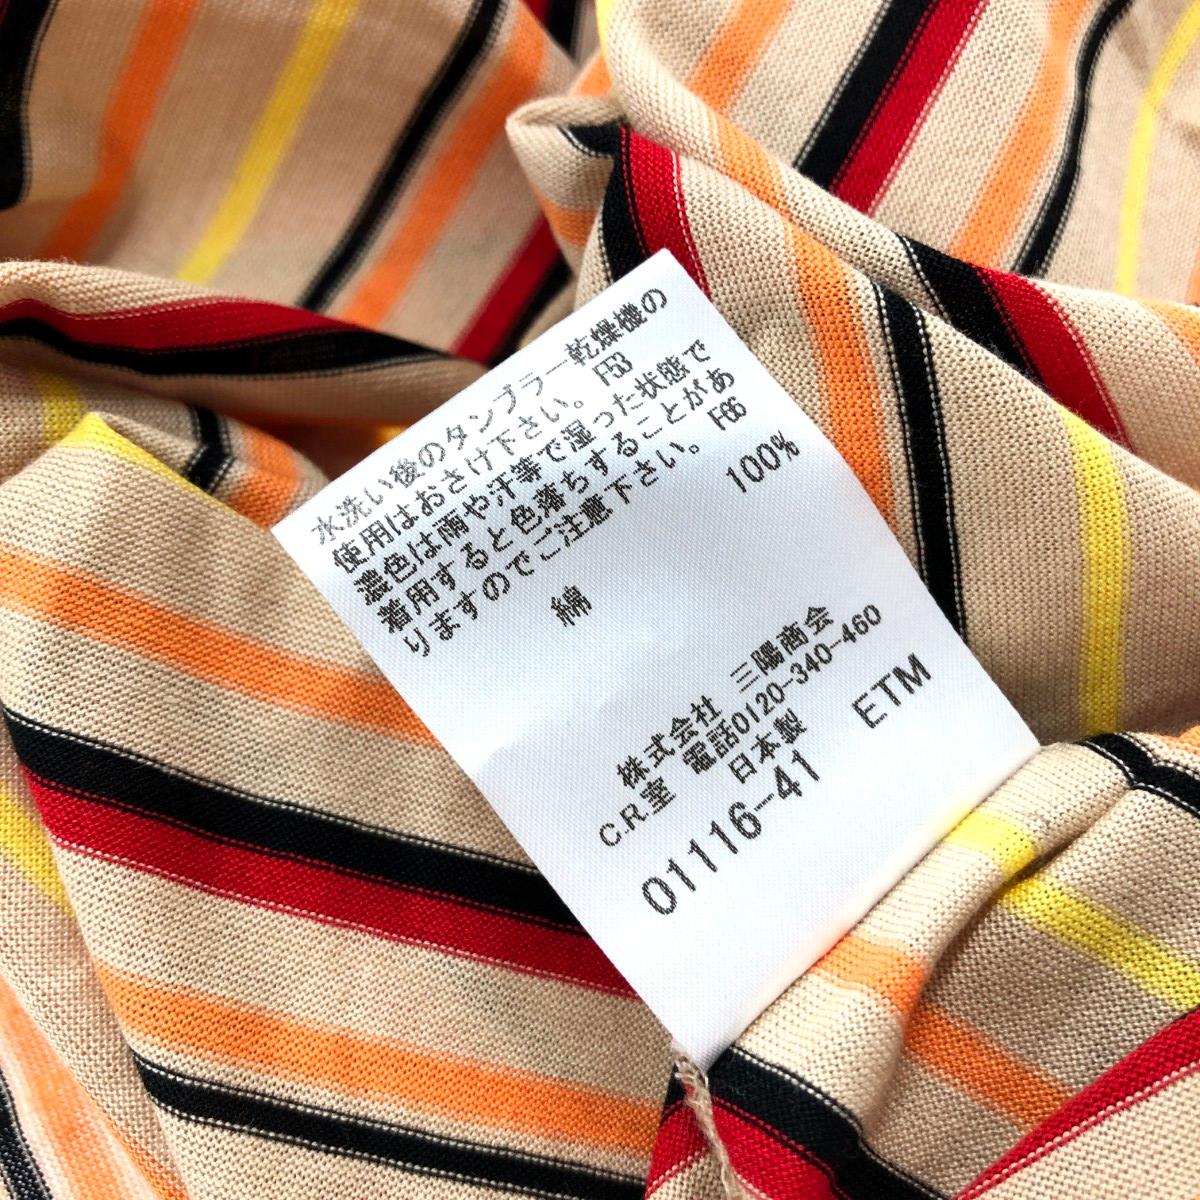 水洗い後のタンブラー乾燥機の
使用はおさけ下さい。 F53
濃色は雨や汗等で湿った状態で
着用すると色落ちすることがあ
りますのでご注意下さい。 F66
綿 100%
株式会社 三陽商会
C.R.室 電話0120-340-460
日本製 ETM
01116-41